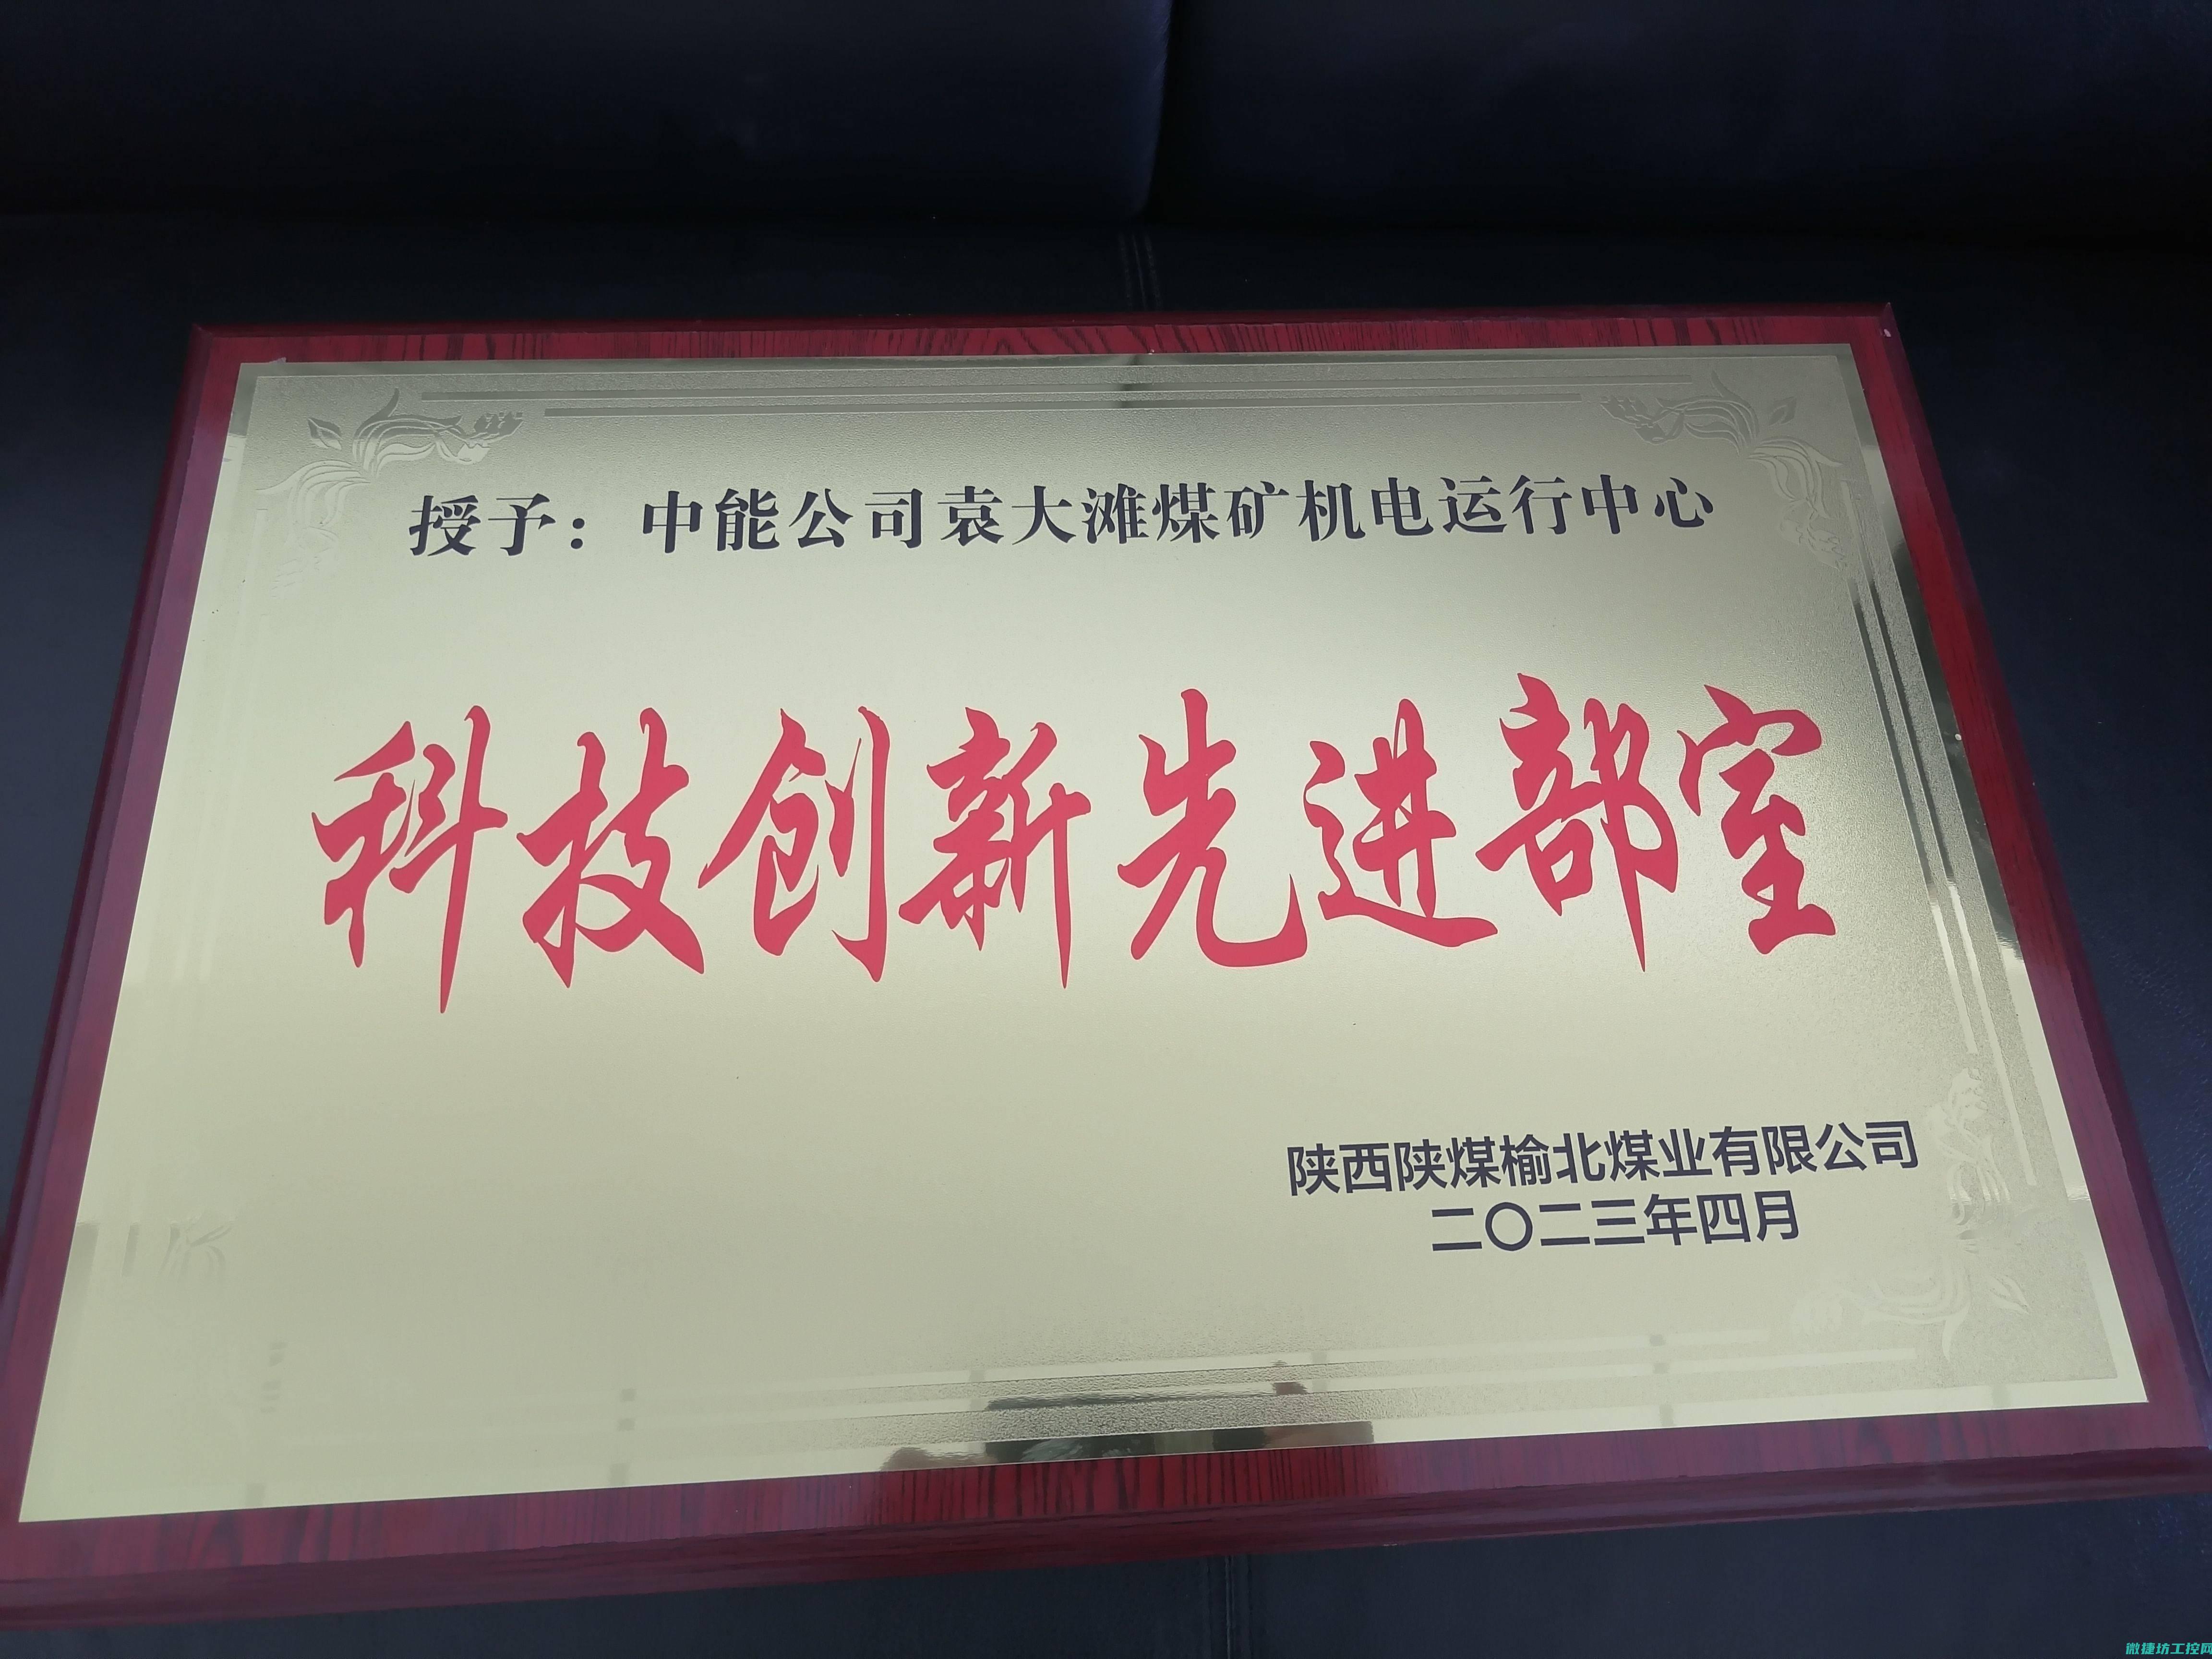 授予：中能公司袁大滩煤矿机电运行中心
科技创新先进部室
陕西陕煤榆北煤业有限公司
二〇二三年四月
微捷坊工控网